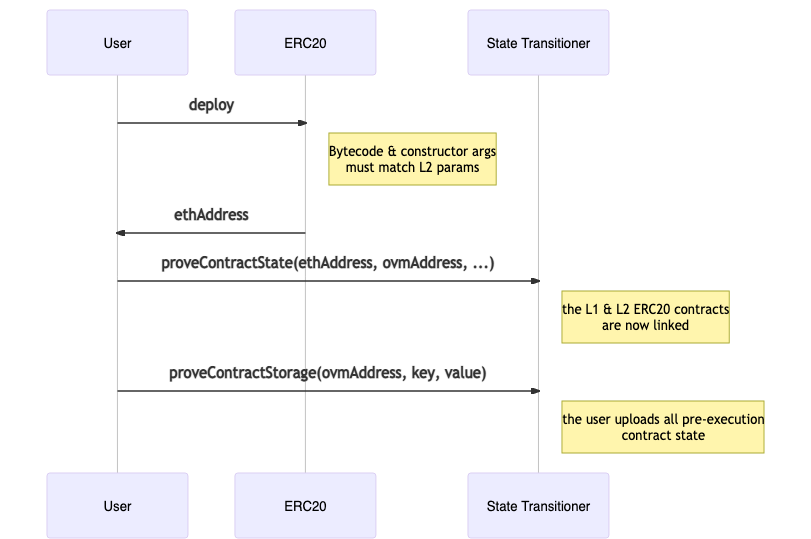 User
ERC20
State Transitioner
deploy
Bytecode & constructor args
must match L2 params
ethAddress
proveContractState(ethAddress, ovmAddress, ...)
the L1 & L2 ERC20 contracts
are now linked
proveContractStorage(ovmAddress, key, value)
the user uploads all pre-execution
contract state
User
ERC20
State Transitioner